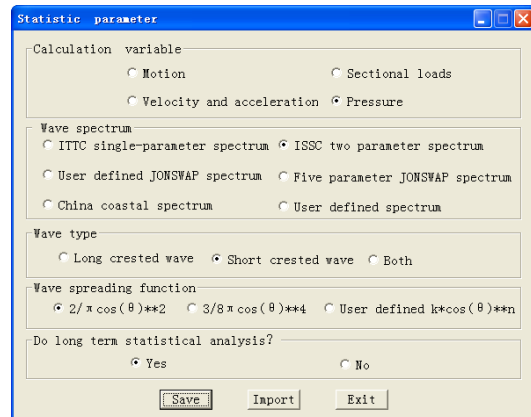 Statistic parameter
Calculation variable
Motion Sectional loads
Velocity and acceleration Pressure
Wave spectrum
ITTC single-parameter spectrum ISSC two parameter spectrum
User defined JONSWAP spectrum Five parameter JONSWAP spectrum
China coastal spectrum User defined spectrum
Wave type
Long crested wave Short crested wave Both
Wave spreading function
2/πcos(θ)**2 3/8πcos(θ)**4 User defined k*cos(θ)**n
Do long term statistical analysis?
Yes No
Save Import Exit